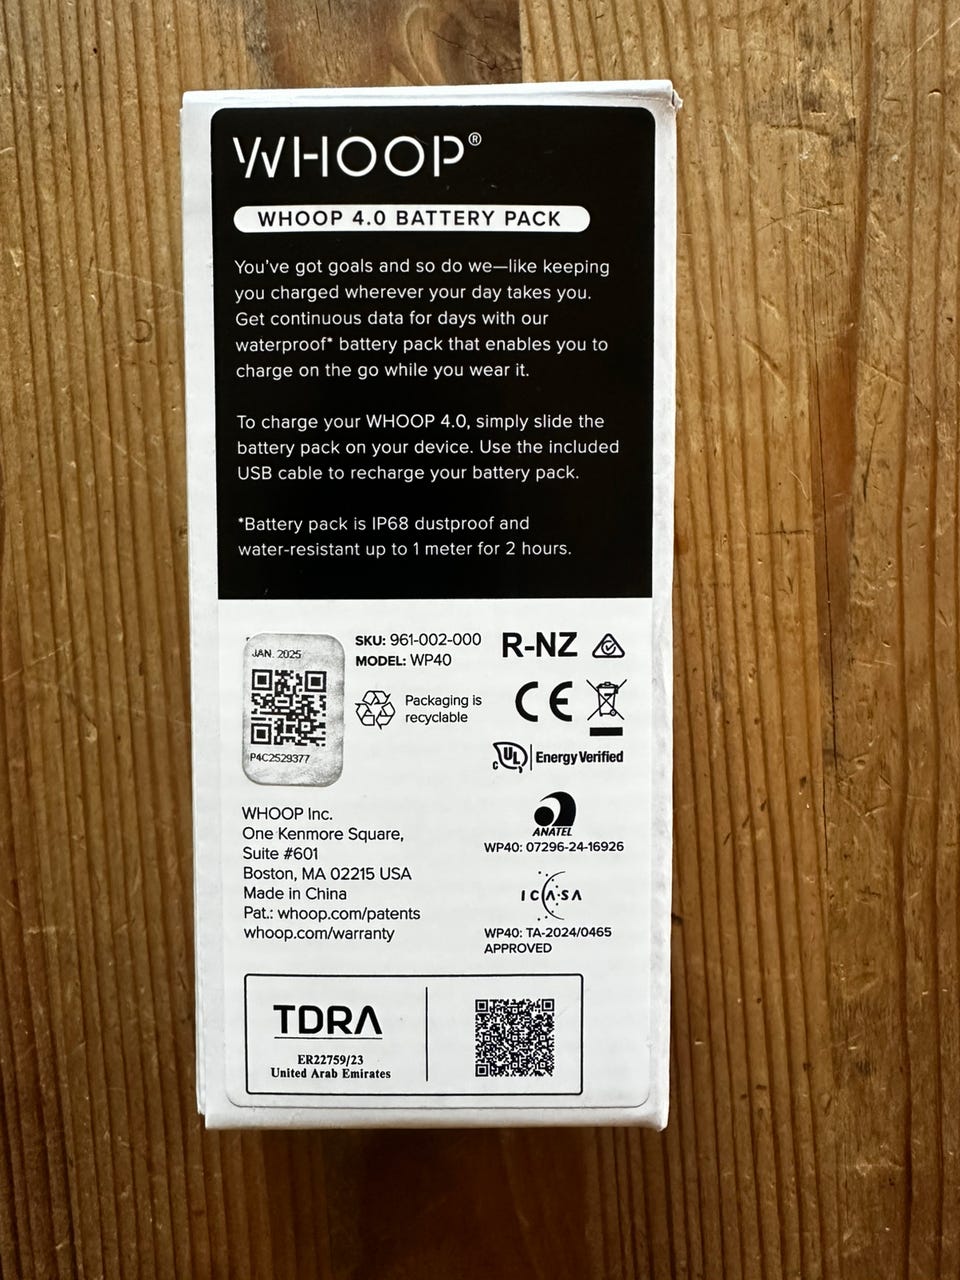 WHOOP®
WHOOP 4.0 BATTERY PACK
You've got goals and so do we—like keeping
you charged wherever your day takes you.
Get continuous data for days with our
waterproof* battery pack that enables you to
charge on the go while you wear it.
To charge your WHOOP 4.0, simply slide the
battery pack on your device. Use the included
USB cable to recharge your battery pack.
*Battery pack is IP68 dustproof and
water-resistant up to 1 meter for 2 hours.
JAN. 2025
P4C2529377
SKU: 961-002-000
MODEL: WP40
Packaging is
recyclable
R-NZ
CE
c UL Energy Verified
ANATEL
WP40: 07296-24-16926
ICASA
WP40: TA-2024/0465
APPROVED
WHOOP Inc.
One Kenmore Square,
Suite #601
Boston, MA 02215 USA
Made in China
Pat.: whoop.com/patents
whoop.com/warranty
TDRA
ER22759/23
United Arab Emirates